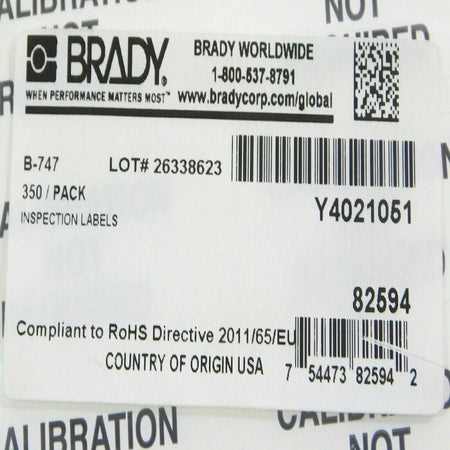 CALIBRATION NOT
REQUIRED
BRADY.
WHEN PERFORMANCE MATTERS MOST™
BRADY WORLDWIDE
1-800-537-8791
www.bradycorp.com/global
B-747 LOT# 26338623
350 / PACK
INSPECTION LABELS
Y4021051
82594
Compliant to RoHS Directive 2011/65/EU
COUNTRY OF ORIGIN USA
7 54473 82594 2
CALIBRATION
CALIBRATION
NOT